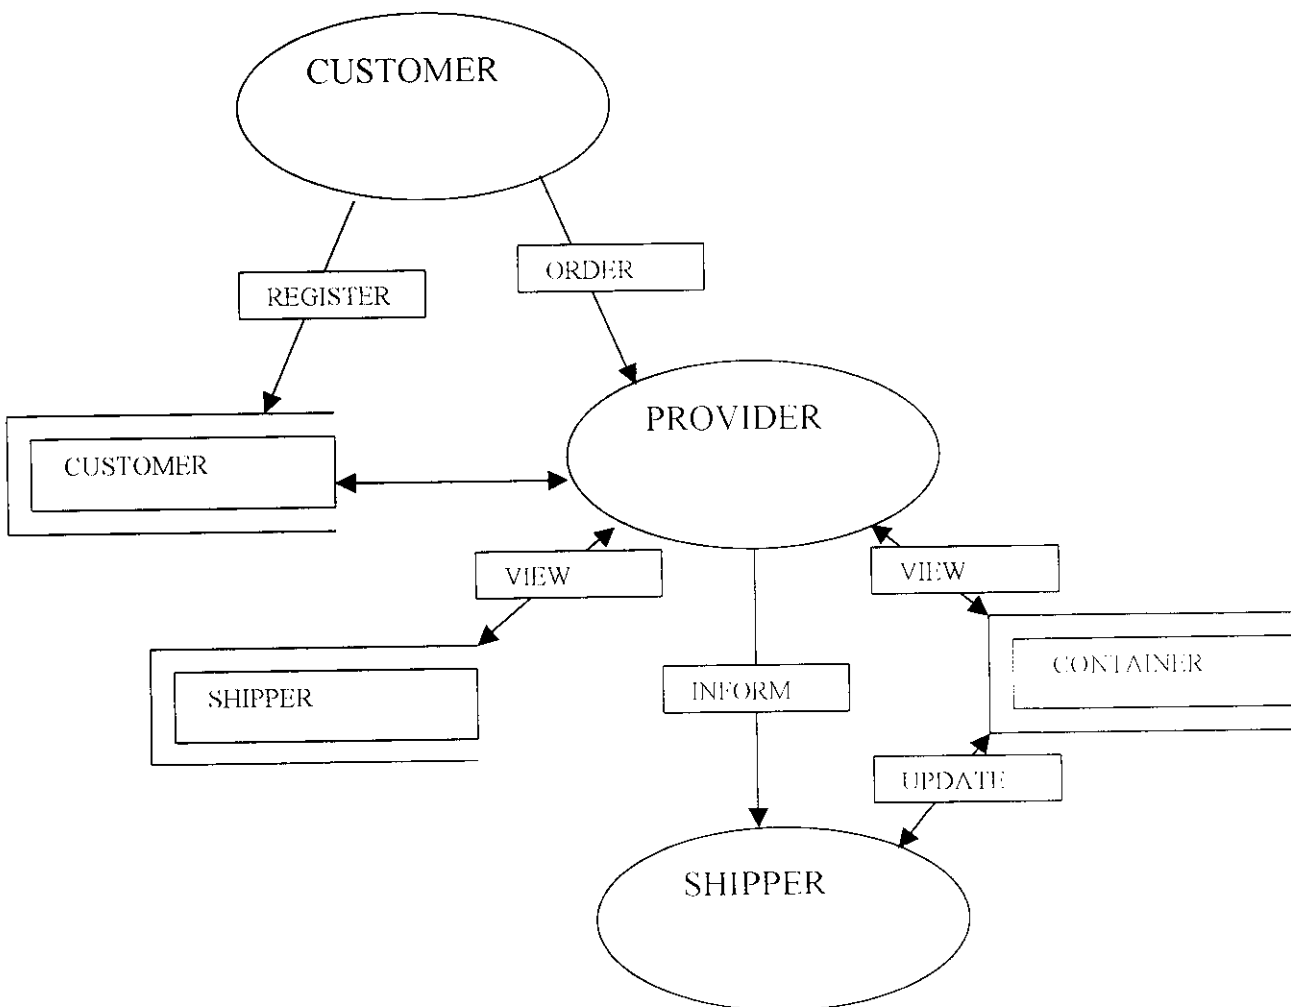 CUSTOMER
ORDER
REGISTER
PROVIDER
CUSTOMER
VIEW
VIEW
CONTAINER
SHIPPER
INFORM
UPDATE
SHIPPER